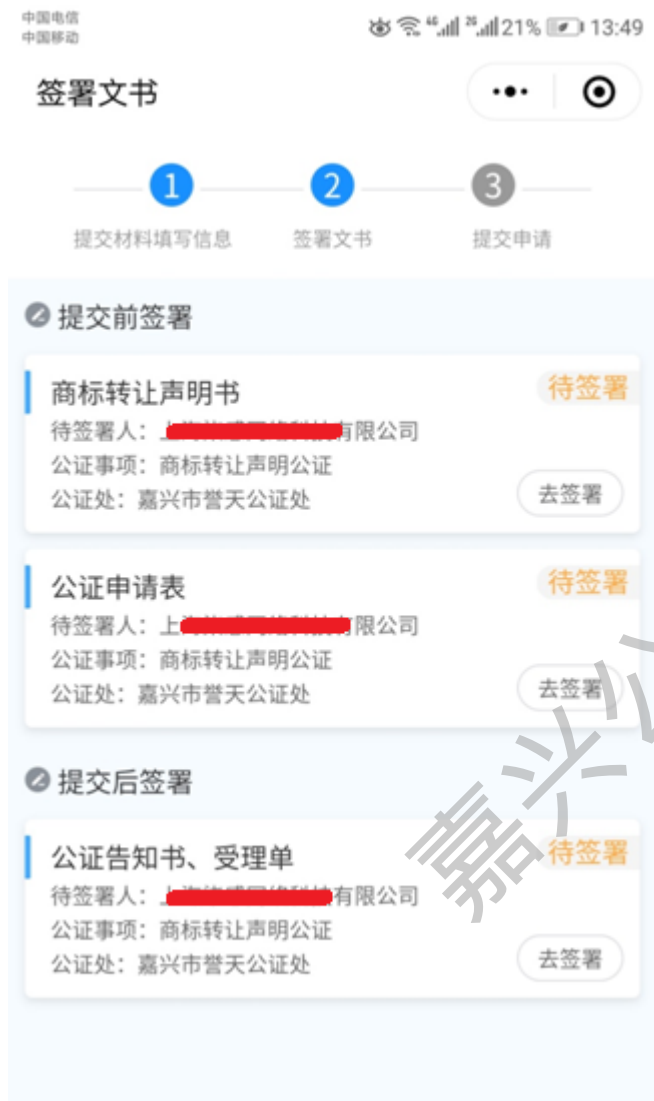 中国电信
中国移动
46 26 21% 13:49
签署文书
1 2 3
提交材料填写信息 签署文书 提交申请
提交前签署
商标转让声明书 待签署
待签署人：上 有限公司
公证事项：商标转让声明公证
公证处：嘉兴市誉天公证处 去签署
公证申请表 待签署
待签署人：上 有限公司
公证事项：商标转让声明公证
公证处：嘉兴市誉天公证处 去签署
提交后签署
公证告知书、受理单 待签署
待签署人： 有限公司
公证事项：商标转让声明公证
公证处：嘉兴市誉天公证处 去签署
嘉兴公